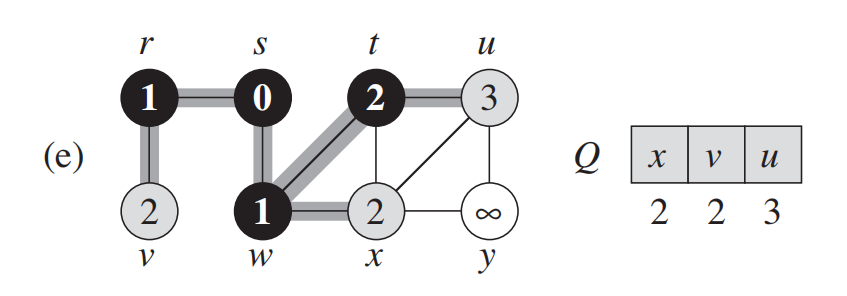 r s t u
1 0 2 3
(e) Q x v u
2 1 2 ∞ 2 2 3
v w x y